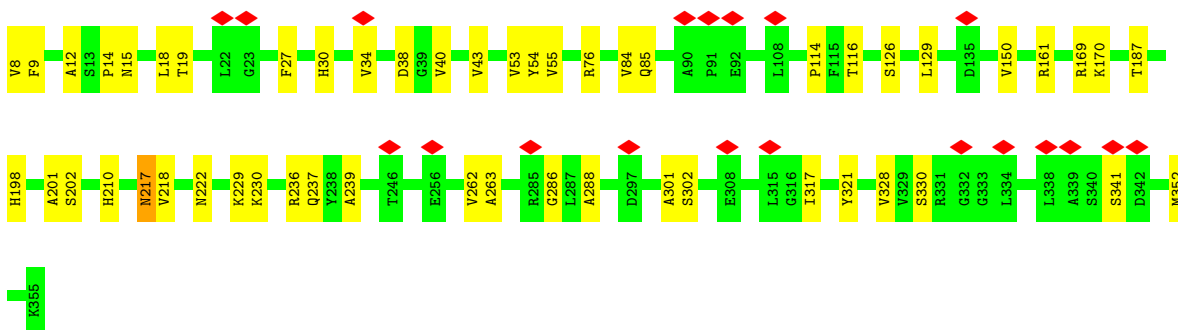 V8 F9 A12 S13 P14 N15 L18 T19 L22 G23 F27 H30 V34 D38 G39 V40 V43 V53 Y54 V55 R76 V84 Q85 A90 P91 E92 L108 P114 F115 T116 S126 L129 D135 V150 R161 R169 K170 T187
H198 A201 S202 H210 N217 V218 N222 K229 K230 R236 Q237 Y238 A239 T246 E256 V262 A263 R285 G286 L287 A288 D297 A301 S302 E308 L315 G316 I317 Y321 V328 V329 S330 R331 G332 G333 L334 L338 A339 S340 S341 D342 M352
K355